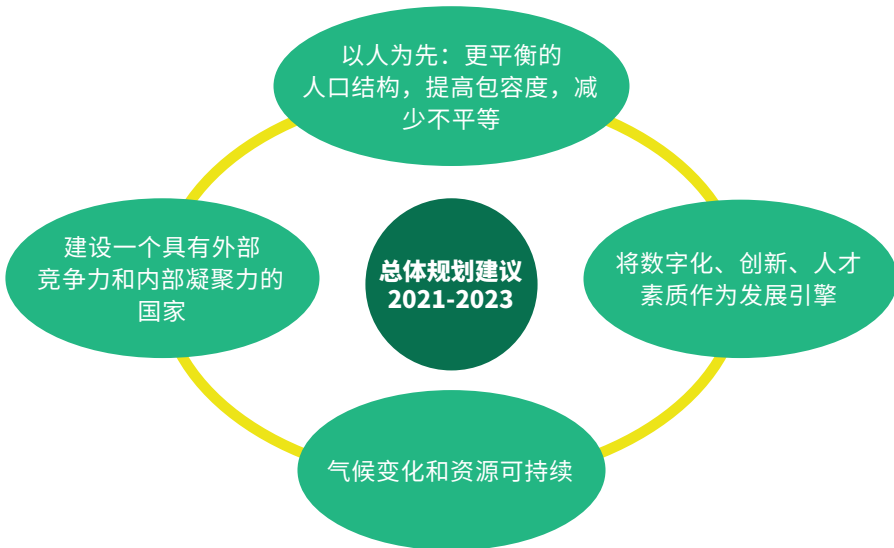 以人为先：更平衡的
人口结构，提高包容度，减
少不平等
建设一个具有外部
竞争力和内部凝聚力的
国家
总体规划建议
2021-2023
将数字化、创新、人才
素质作为发展引擎
气候变化和资源可持续